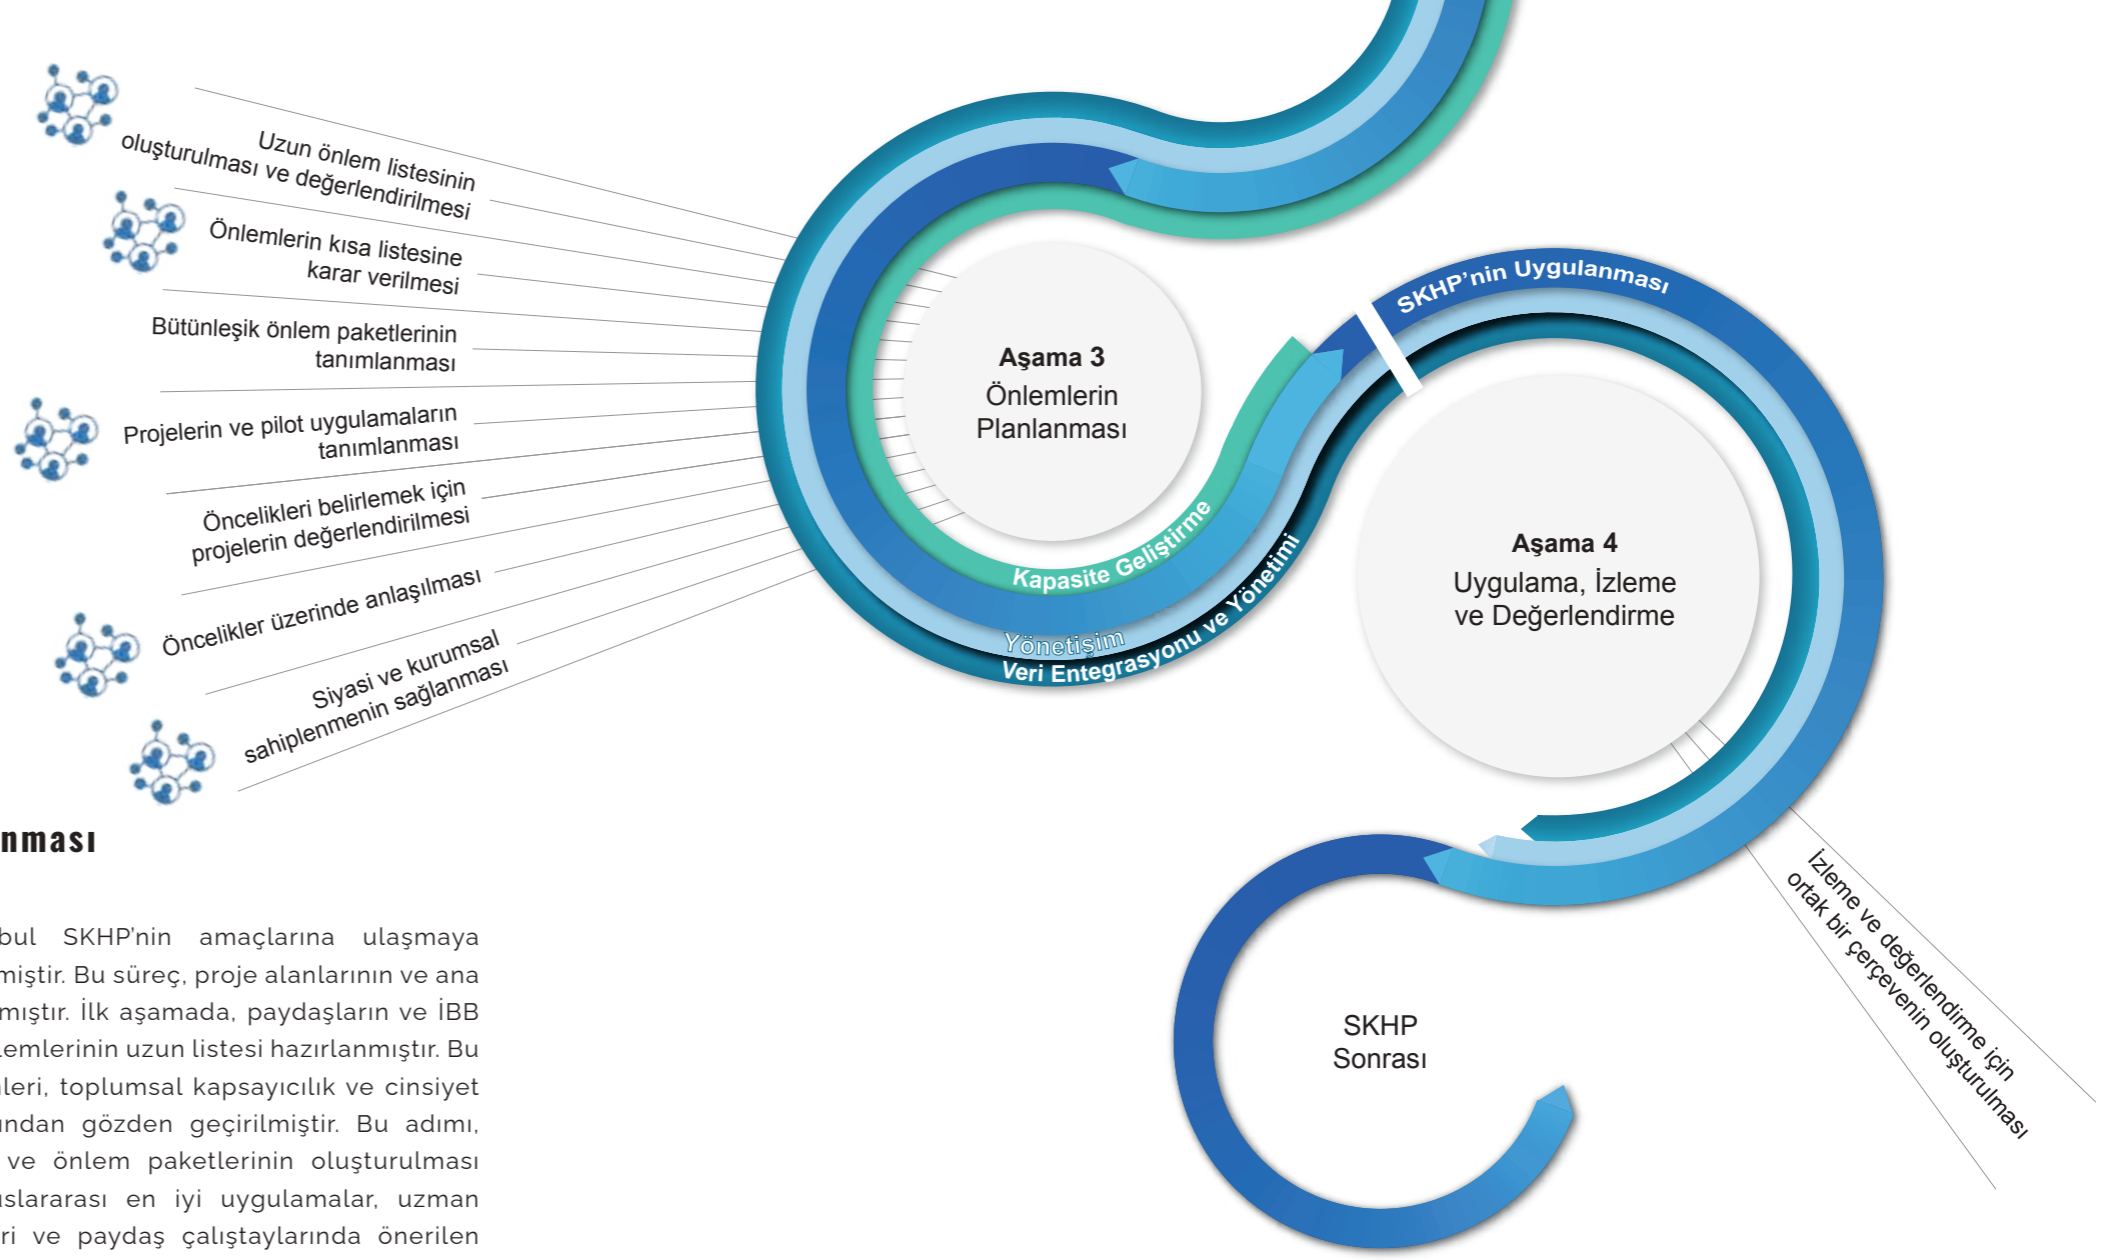 Uzun önlem listesinin
oluşturulması ve değerlendirilmesi
Önlemlerin kısa listesine
karar verilmesi
Bütünleşik önlem paketlerinin
tanımlanması
Projelerin ve pilot uygulamaların
tanımlanması
Öncelikleri belirlemek için
projelerin değerlendirilmesi
Öncelikler üzerinde anlaşılması
Siyasi ve kurumsal
sahiplenmenin sağlanması
Aşama 3
Önlemlerin
Planlanması
Kapasite Geliştirme
Yönetişim
Veri Entegrasyonu ve Yönetimi
SKHP'nin Uygulanması
Aşama 4
Uygulama, İzleme
ve Değerlendirme
İzleme ve değerlendirme için
ortak bir çerçevenin oluşturulması
SKHP
Sonrası
nması
bul SKHP'nin amaçlarına ulaşmaya
miştir. Bu süreç, proje alanlarının ve ana
mıştır. İlk aşamada, paydaşların ve İBB
lemlerinin uzun listesi hazırlanmıştır. Bu
leri, toplumsal kapsayıcılık ve cinsiyet
ından gözden geçirilmiştir. Bu adımı,
ve önlem paketlerinin oluşturulması
uslararası en iyi uygulamalar, uzman
ri ve paydaş çalıştaylarında önerilen